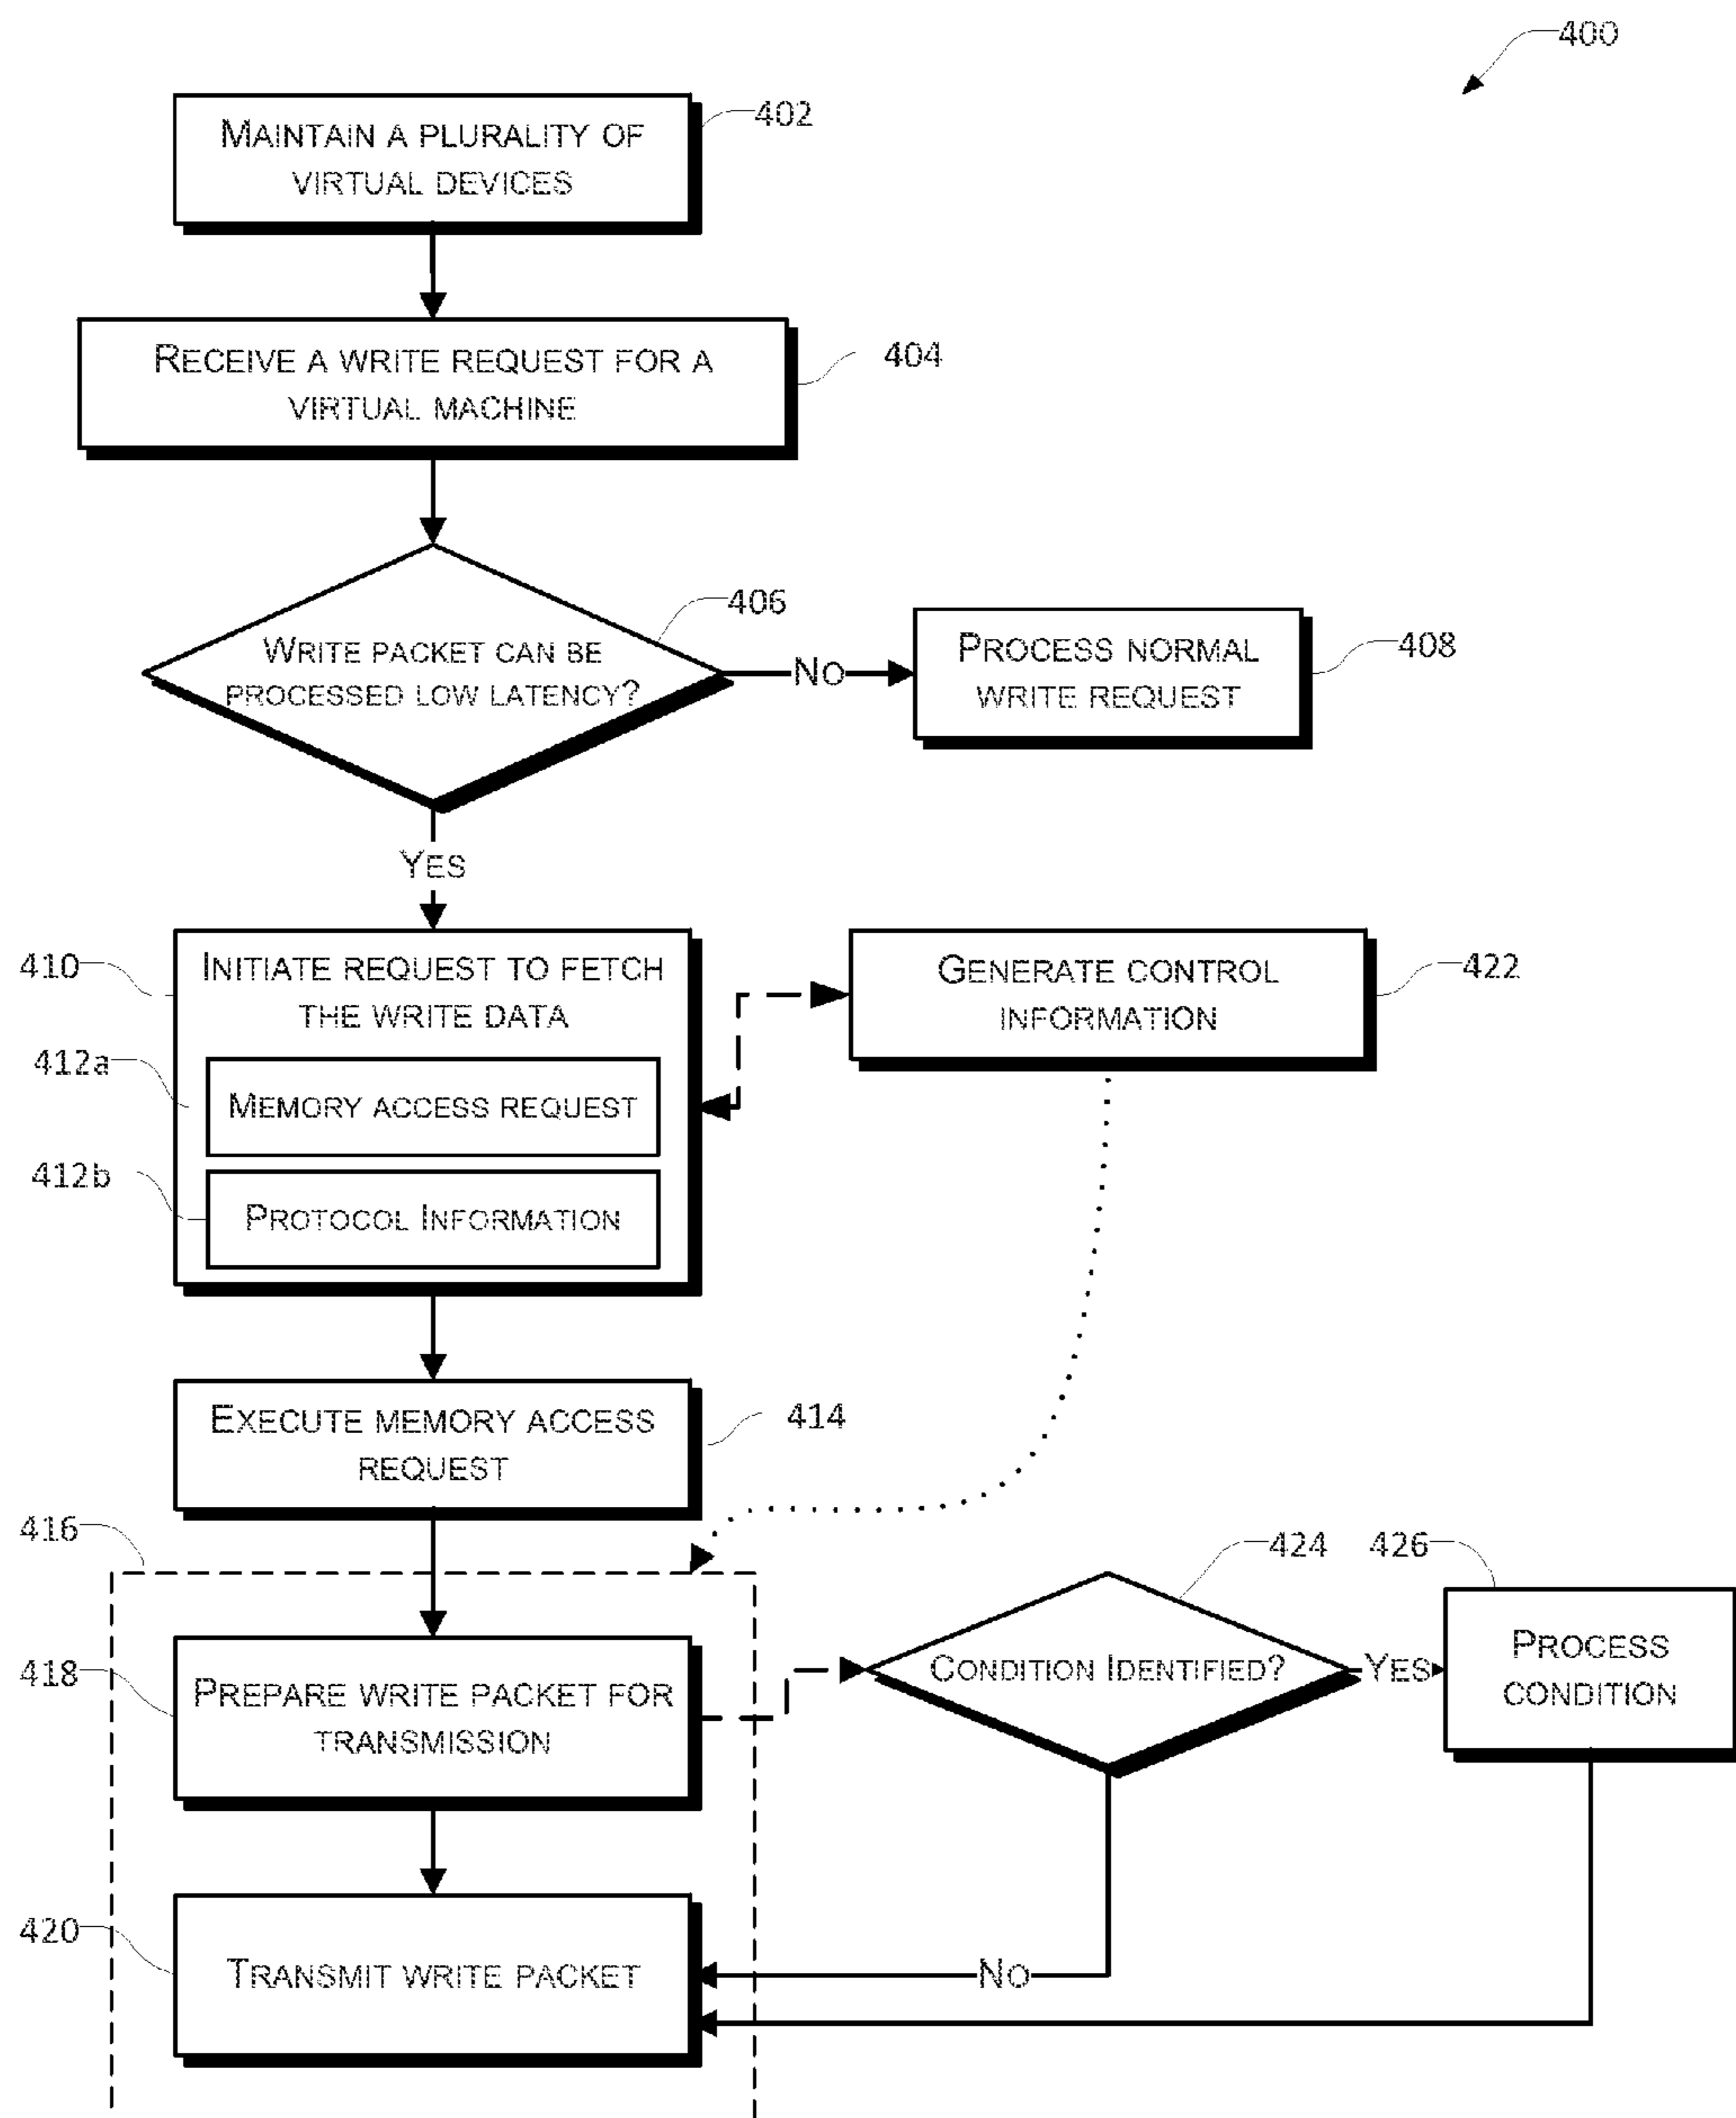 400
MAINTAIN A PLURALITY OF
VIRTUAL DEVICES
402
RECEIVE A WRITE REQUEST FOR A
VIRTUAL MACHINE
404
WRITE PACKET CAN BE
PROCESSED LOW LATENCY?
406
NO
PROCESS NORMAL
WRITE REQUEST
408
YES
410
INITIATE REQUEST TO FETCH
THE WRITE DATA
412a
MEMORY ACCESS REQUEST
412b
PROTOCOL INFORMATION
GENERATE CONTROL
INFORMATION
422
EXECUTE MEMORY ACCESS
REQUEST
414
416
418
PREPARE WRITE PACKET FOR
TRANSMISSION
CONDITION IDENTIFIED?
424
YES
426
PROCESS
CONDITION
420
TRANSMIT WRITE PACKET
NO